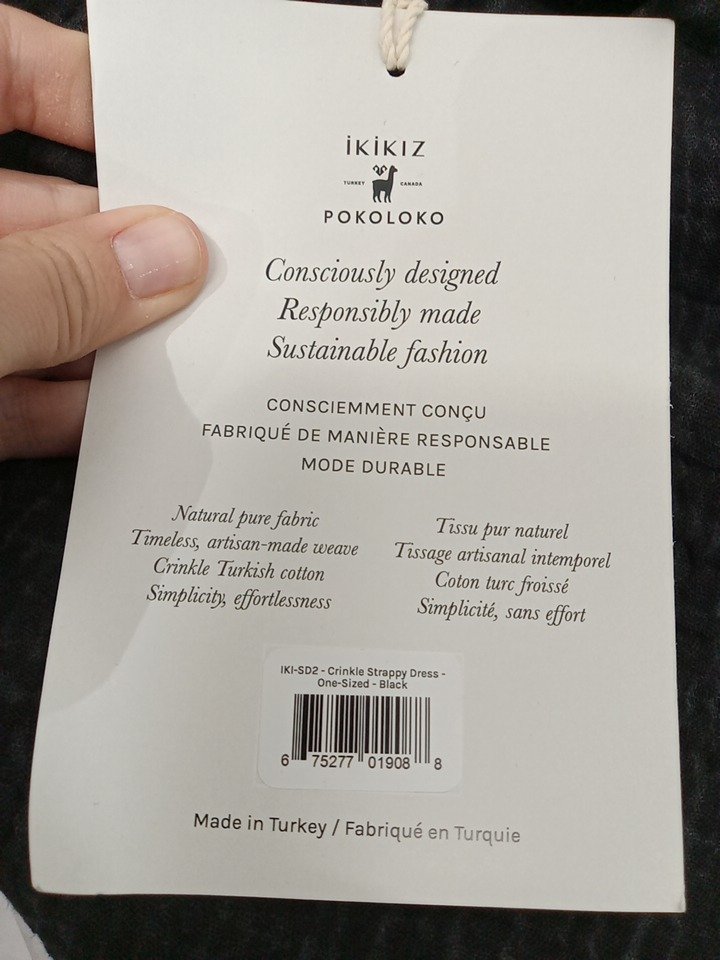 İKİKIZ
TURKEY CANADA
POKOLOKO
Consciously designed
Responsibly made
Sustainable fashion
CONSCIEMMENT CONÇU
FABRIQUÉ DE MANIÈRE RESPONSABLE
MODE DURABLE
Natural pure fabric
Timeless, artisan-made weave
Crinkle Turkish cotton
Simplicity, effortlessness
Tissu pur naturel
Tissage artisanal intemporel
Coton turc froissé
Simplicité, sans effort
IKI-SD2 - Crinkle Strappy Dress -
One-Sized - Black
6 75277 01908 8
Made in Turkey / Fabriqué en Turquie